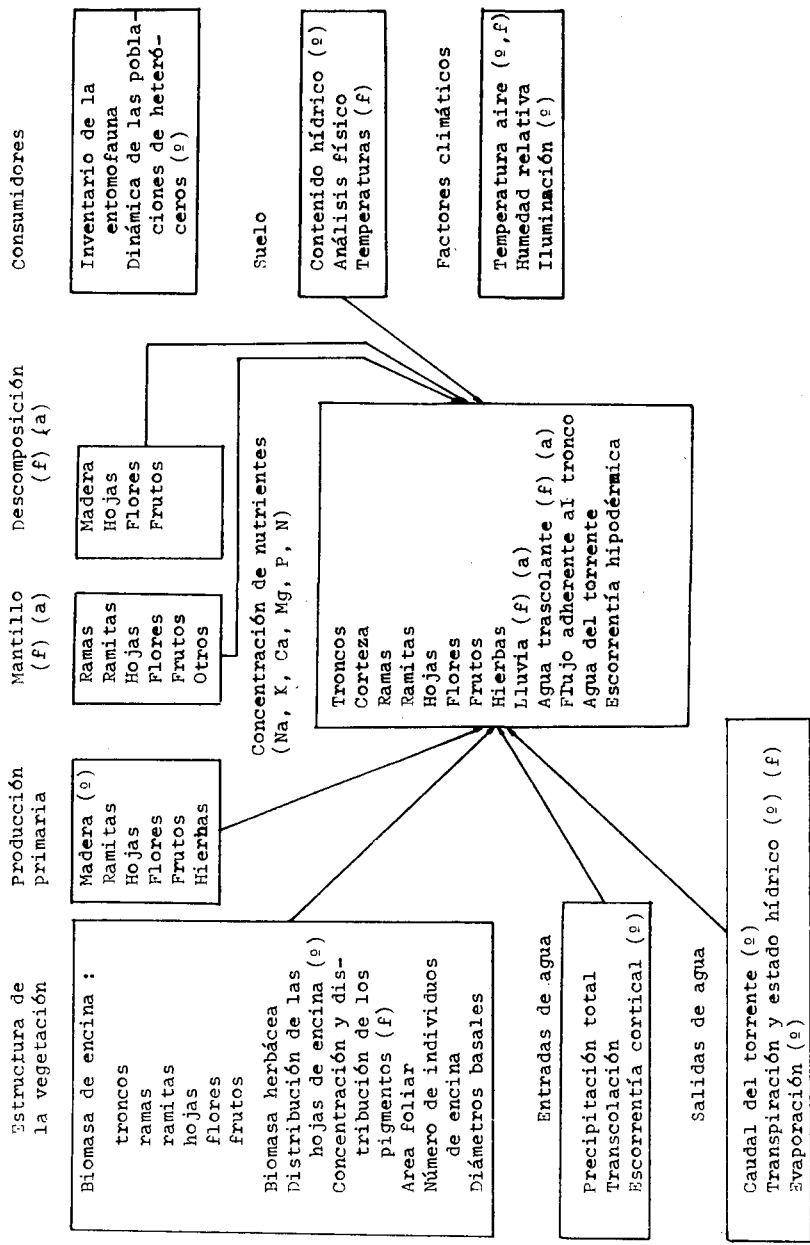 Estructura de
la vegetación
Biomasa de encina :
troncos
ramas
ramitas
hojas
flores
frutos
Biomasa herbácea
Distribución de las
hojas de encina (º)
Concentración y dis-
tribución de los
pigmentos (f)
Area foliar
Número de individuos
de encina
Diámetros basales
Producción
primaria
Madera (º)
Ramitas
Hojas
Flores
Frutos
Hierbas
Mantillo
(f) (a)
Ramas
Ramitas
Hojas
Flores
Frutos
Otros
Descomposición
(f) (a)
Madera
Hojas
Flores
Frutos
Consumidores
Inventario de la
entomofauna
Dinámica de las pobla-
ciones de heteró-
ceros (º)
Concentración de nutrientes
(Na, K, Ca, Mg, P, N)
Troncos
Corteza
Ramas
Ramitas
Hojas
Flores
Frutos
Hierbas
Lluvia (f) (a)
Agua trascolante (f) (a)
Flujo adherente al tronco
Agua del torrente
Escorrentía hipodérmica
Suelo
Contenido hídrico (º)
Análisis físico
Temperaturas (f)
Factores climáticos
Temperatura aire (º,f)
Humedad relativa
Iluminación (º)
Entradas de agua
Precipitación total
Transcolación
Escorrentía cortical (º)
Salidas de agua
Caudal del torrente (º)
Transpiración y estado hídrico (º) (f)
Evaporación (º)